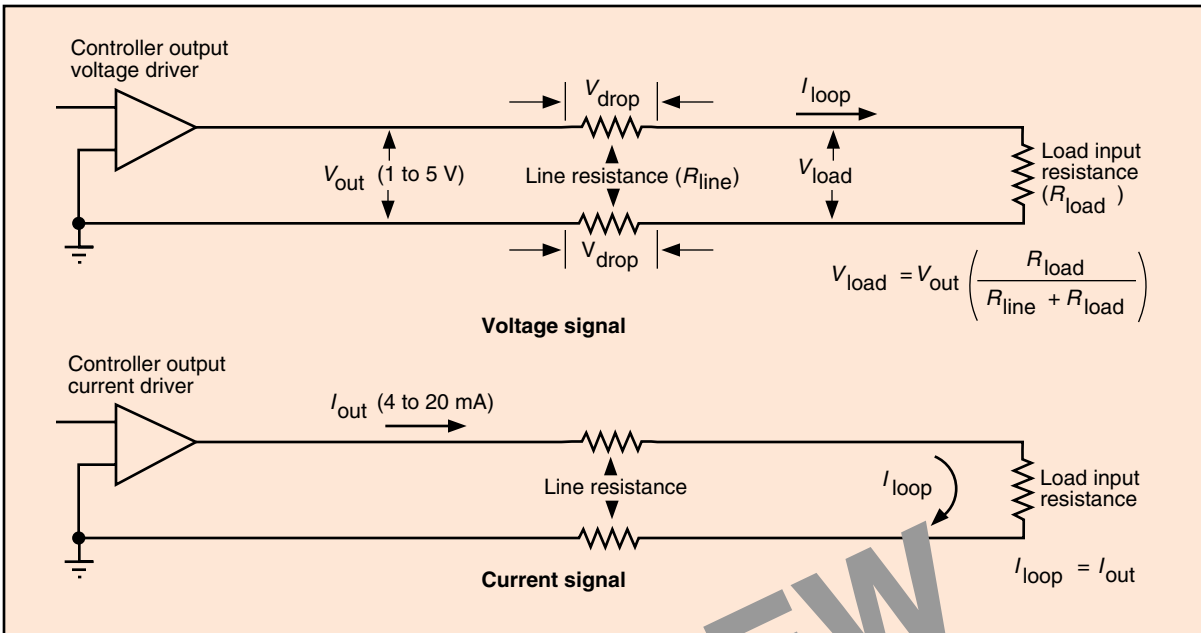 Controller output
voltage driver
V_drop
I_loop
V_out (1 to 5 V)
Line resistance (R_line)
V_load
Load input
resistance
(R_load)
V_drop
V_load = V_out (R_load / (R_line + R_load))
Voltage signal
Controller output
current driver
I_out (4 to 20 mA)
Line resistance
I_loop
Load input
resistance
I_loop = I_out
Current signal